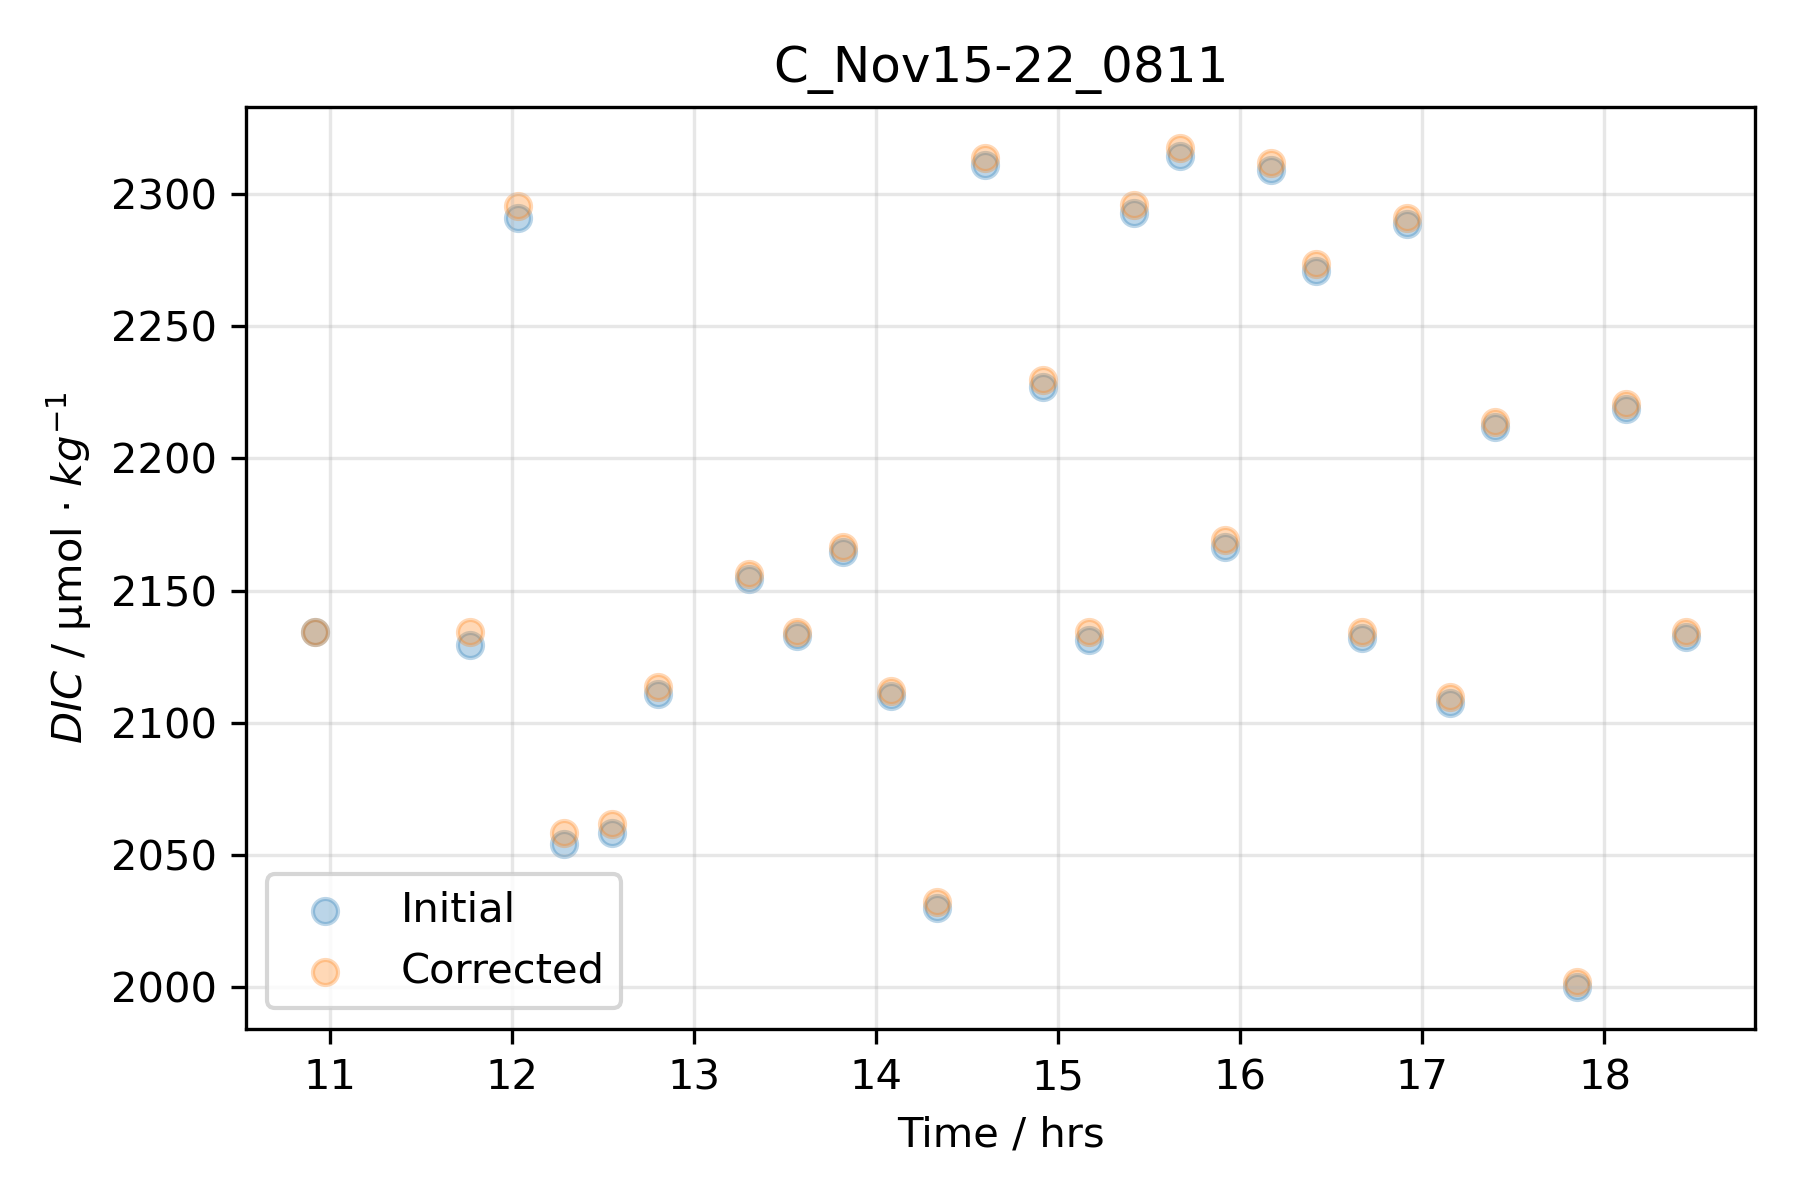 C_Nov15-22_0811
2300
2250
2200
2150
2100
2050
2000
DIC / μmol · kg⁻¹
Initial
Corrected
11 12 13 14 15 16 17 18
Time / hrs